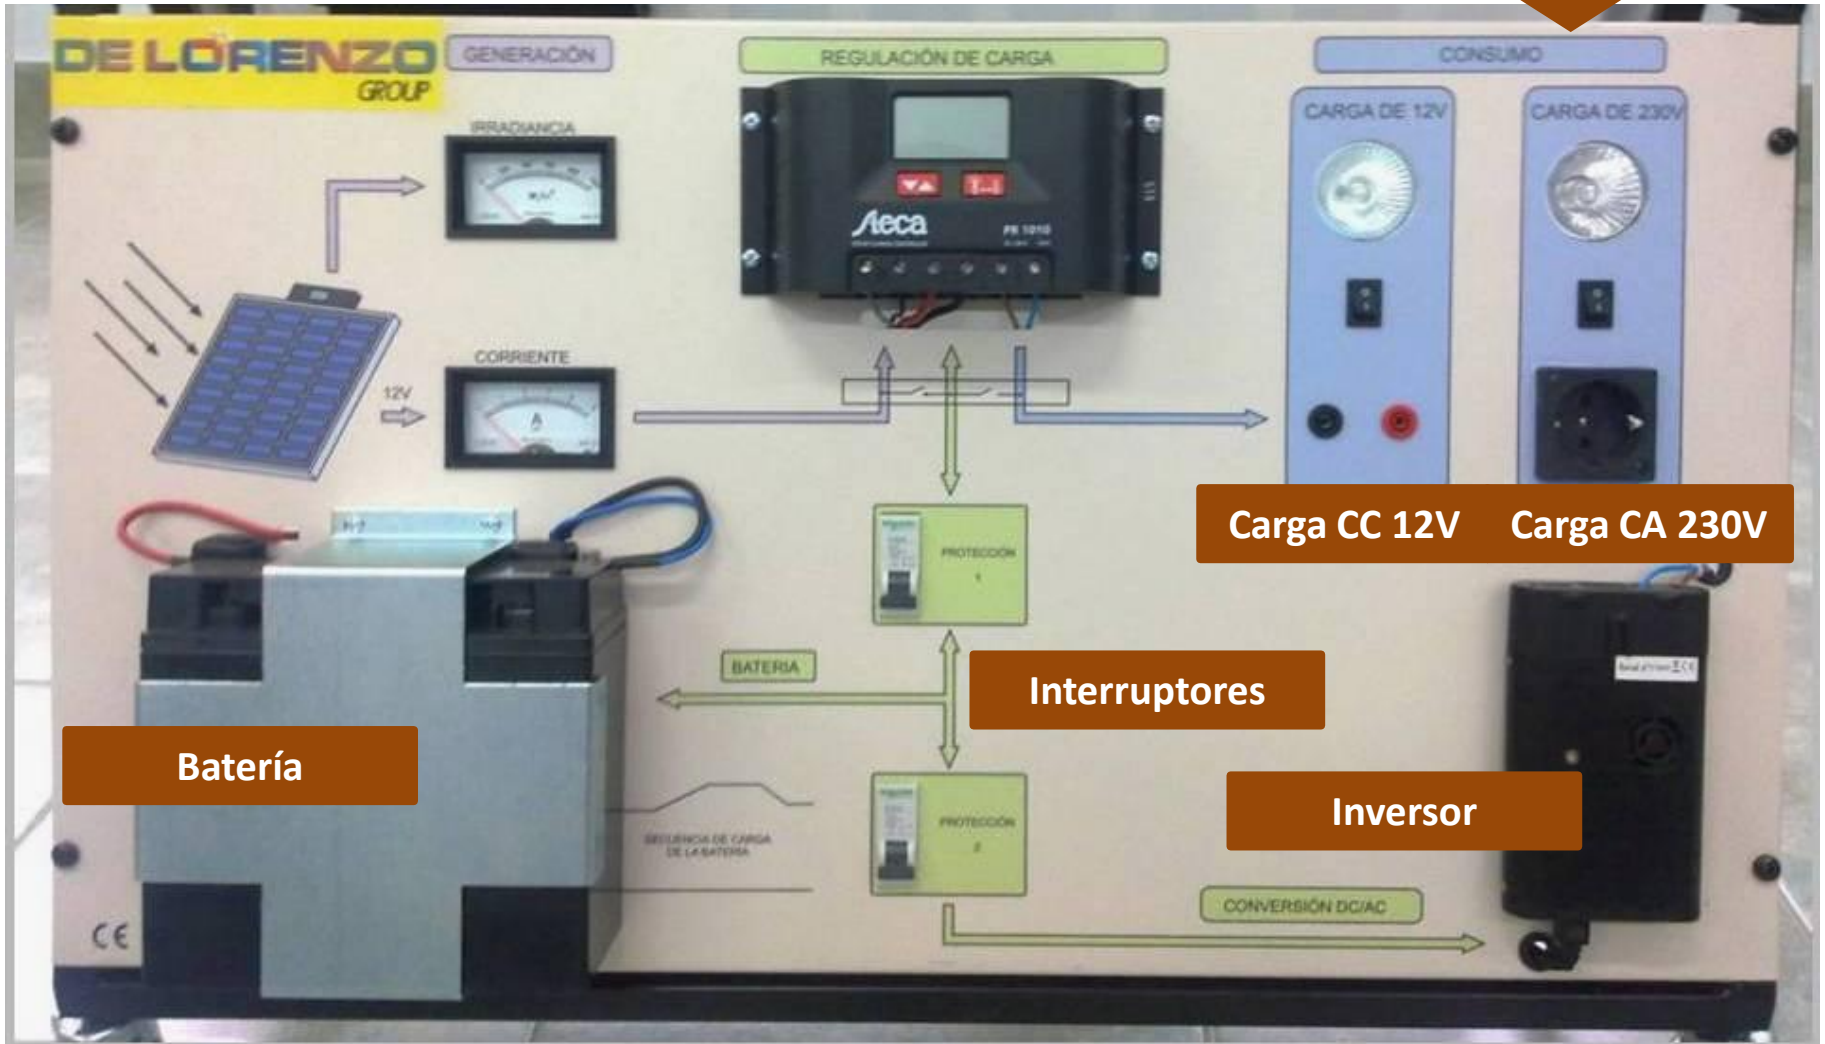 DE LORENZO
GROUP
GENERACIÓN
REGULACIÓN DE CARGA
CONSUMO
IRRADIANCIA
CARGA DE 12V
CARGA DE 230V
Steca
PR 1010
CORRIENTE
12V
A
Carga CC 12V
Carga CA 230V
PROTECCIÓN
1
BATERIA
Interruptores
Batería
Inversor
SECUENCIA DE CARGA
DE LA BATERÍA
PROTECCIÓN
2
CONVERSIÓN DC/AC
CE